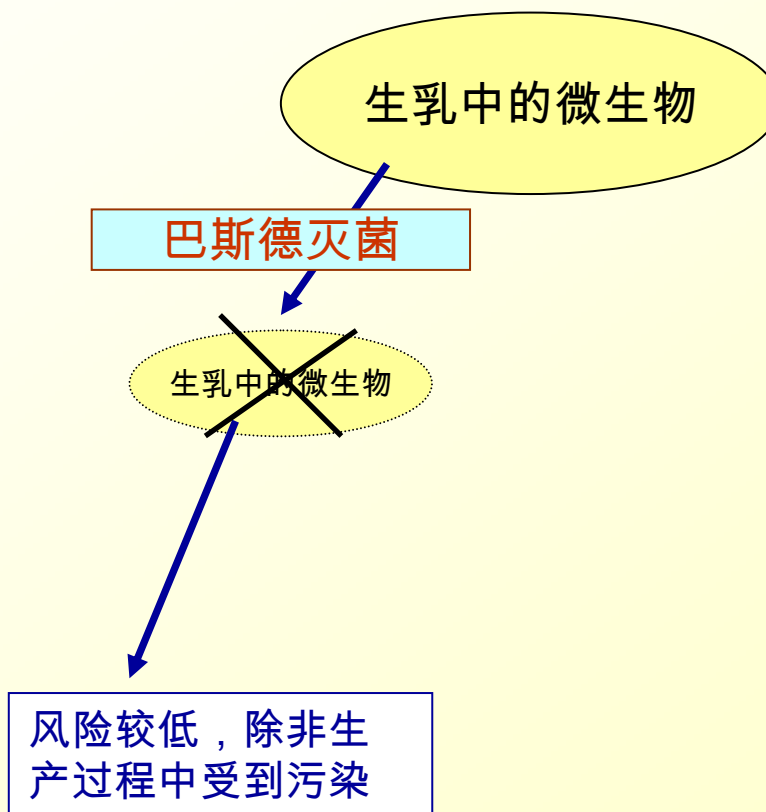 生乳中的微生物
巴斯德灭菌
生乳中的微生物
风险较低，除非生
产过程中受到污染